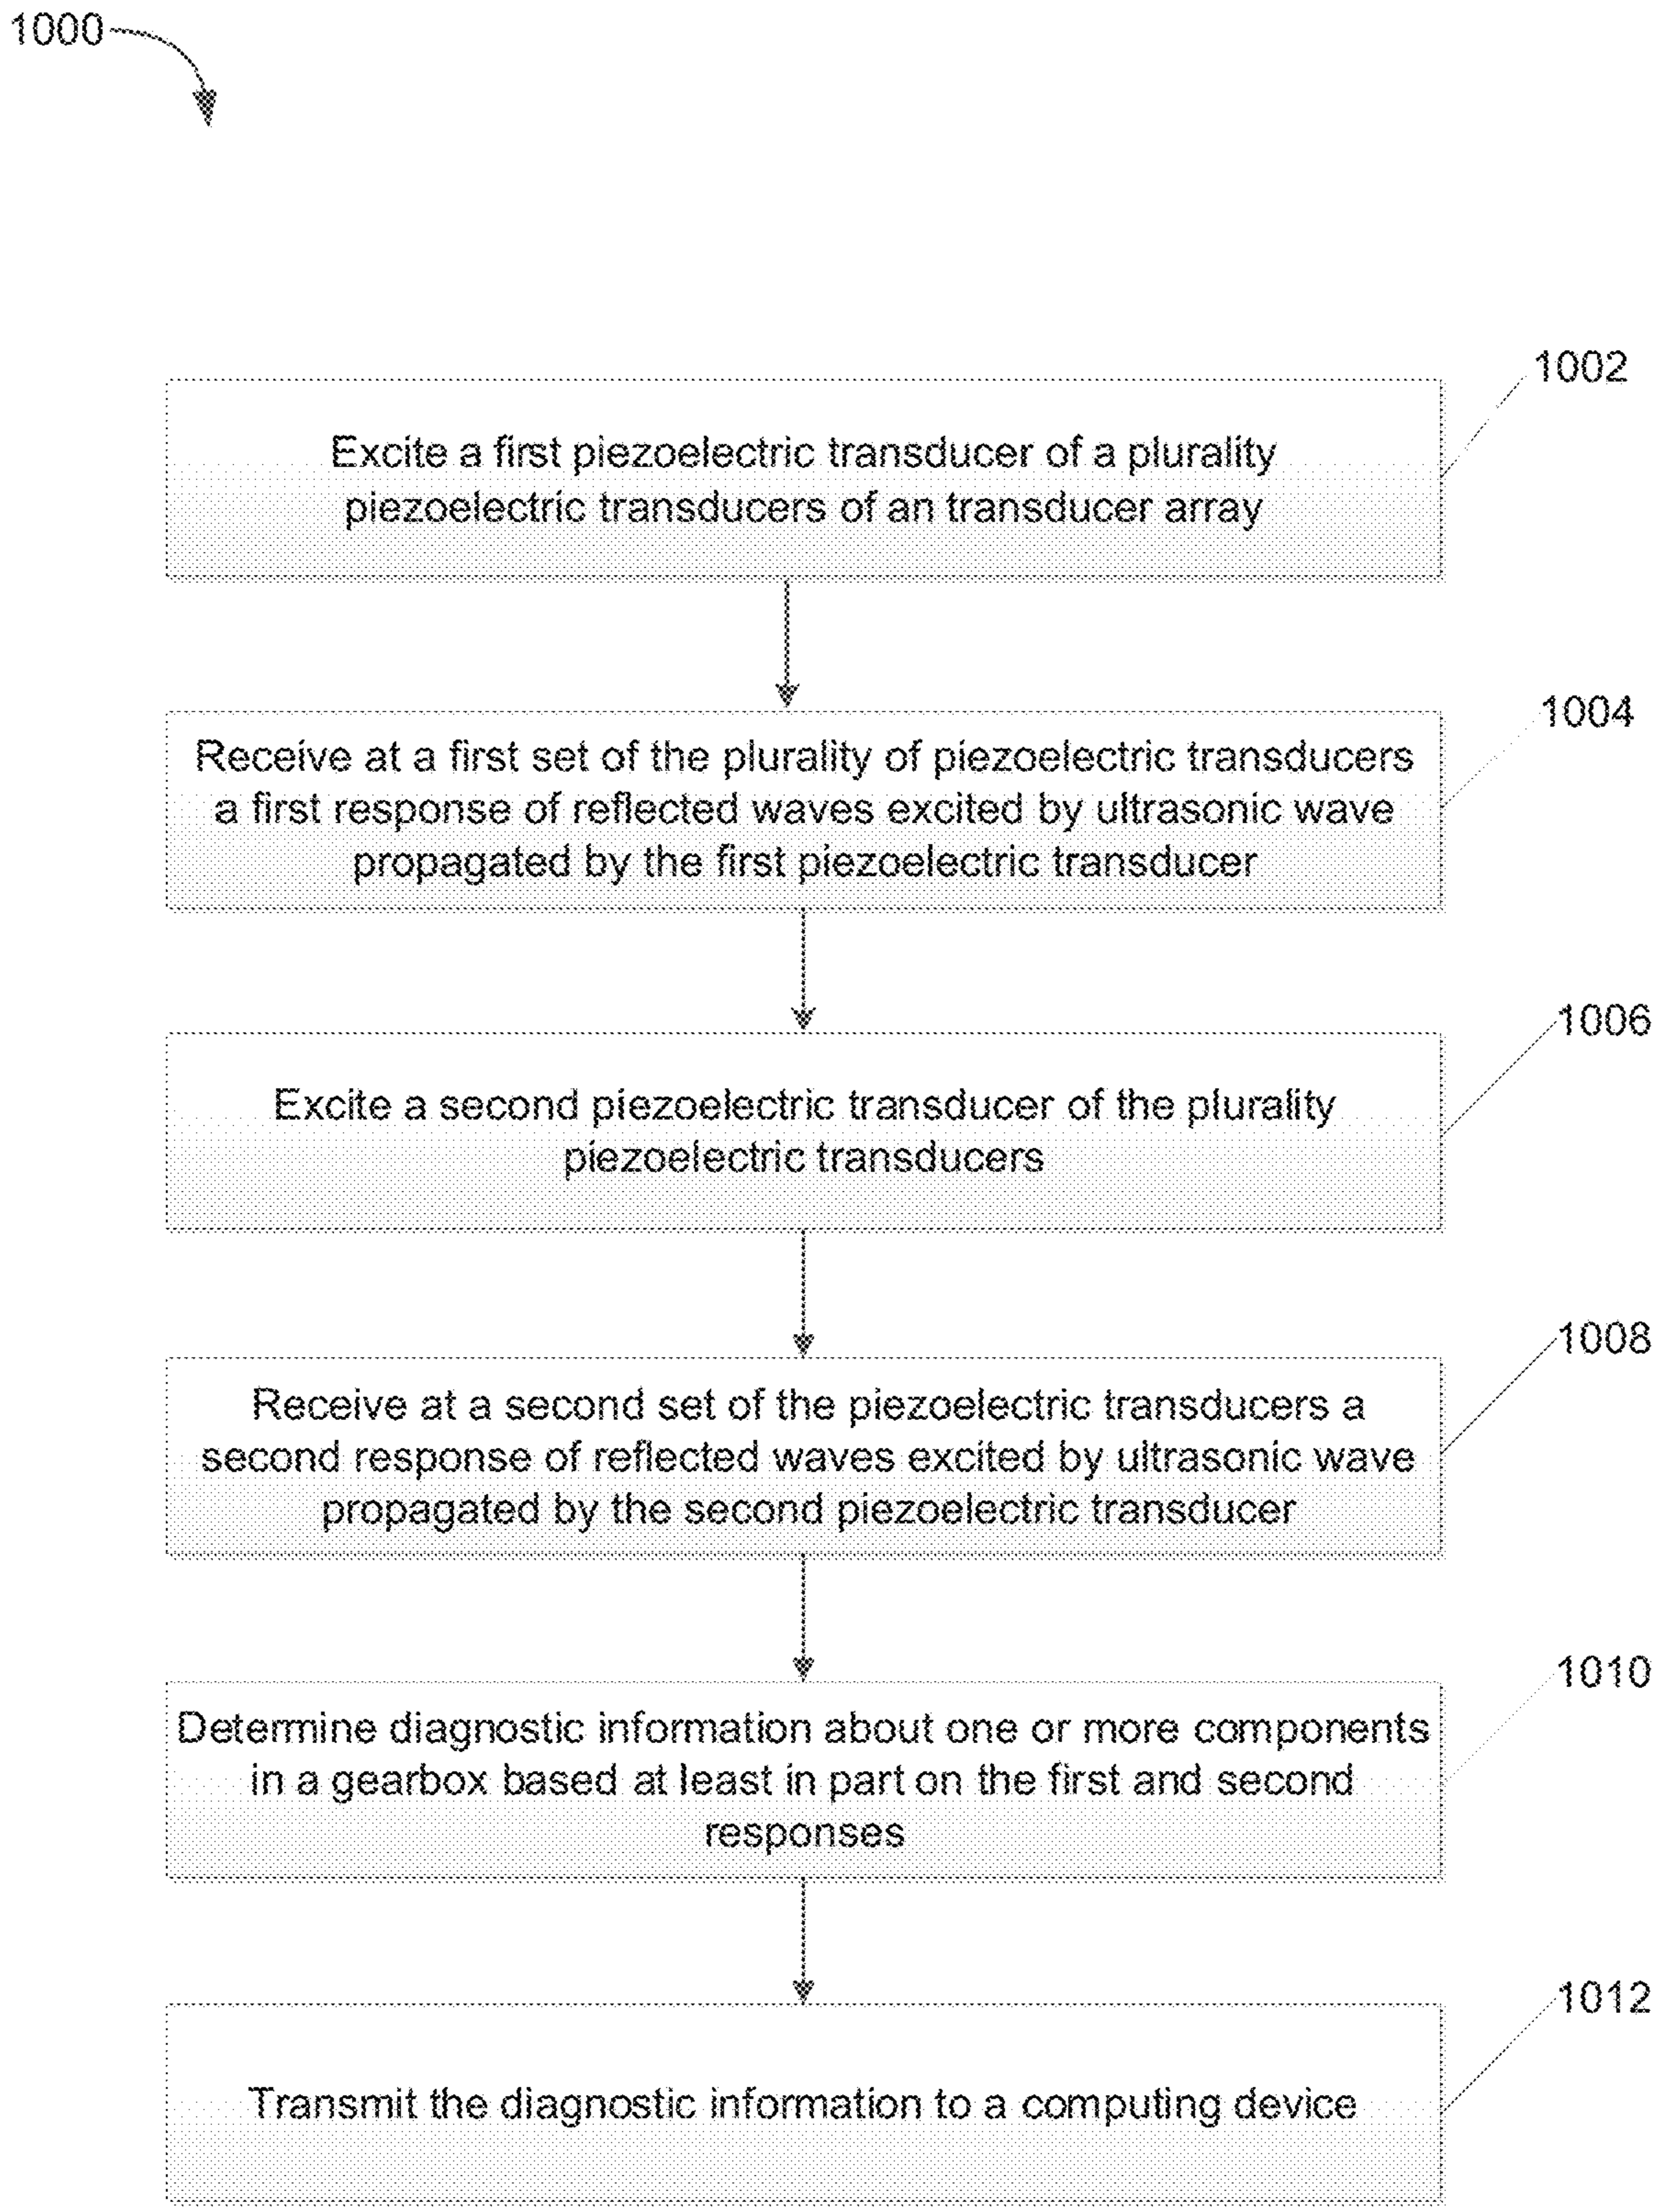 1000
1002
Excite a first piezoelectric transducer of a plurality
piezoelectric transducers of an transducer array
1004
Receive at a first set of the plurality of piezoelectric transducers
a first response of reflected waves excited by ultrasonic wave
propagated by the first piezoelectric transducer
1006
Excite a second piezoelectric transducer of the plurality
piezoelectric transducers
1008
Receive at a second set of the piezoelectric transducers a
second response of reflected waves excited by ultrasonic wave
propagated by the second piezoelectric transducer
1010
Determine diagnostic information about one or more components
in a gearbox based at least in part on the first and second
responses
1012
Transmit the diagnostic information to a computing device